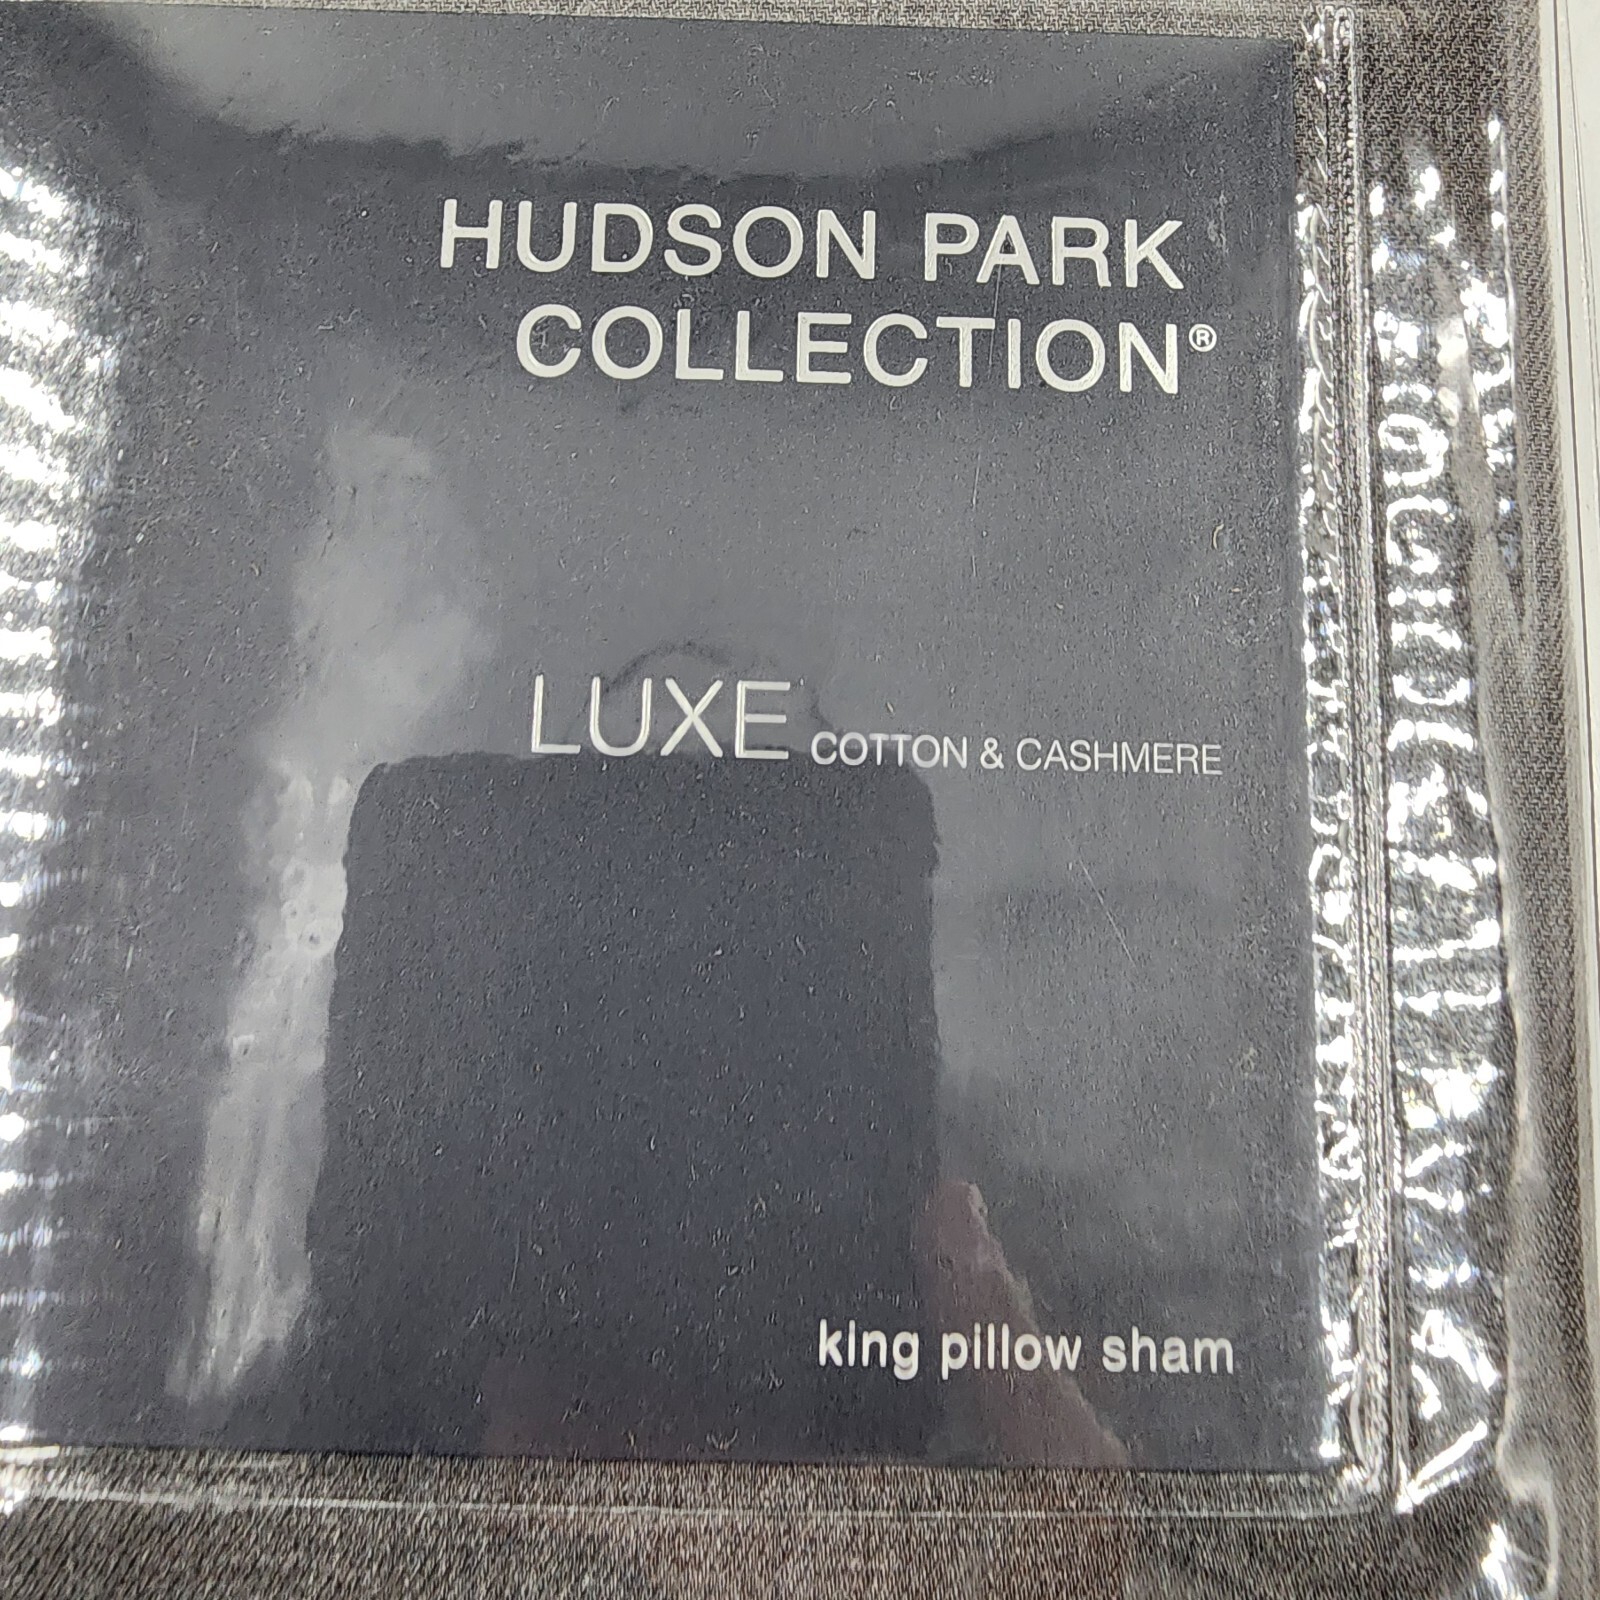 HUDSON PARK
COLLECTION®
LUXE COTTON & CASHMERE
king pillow sham